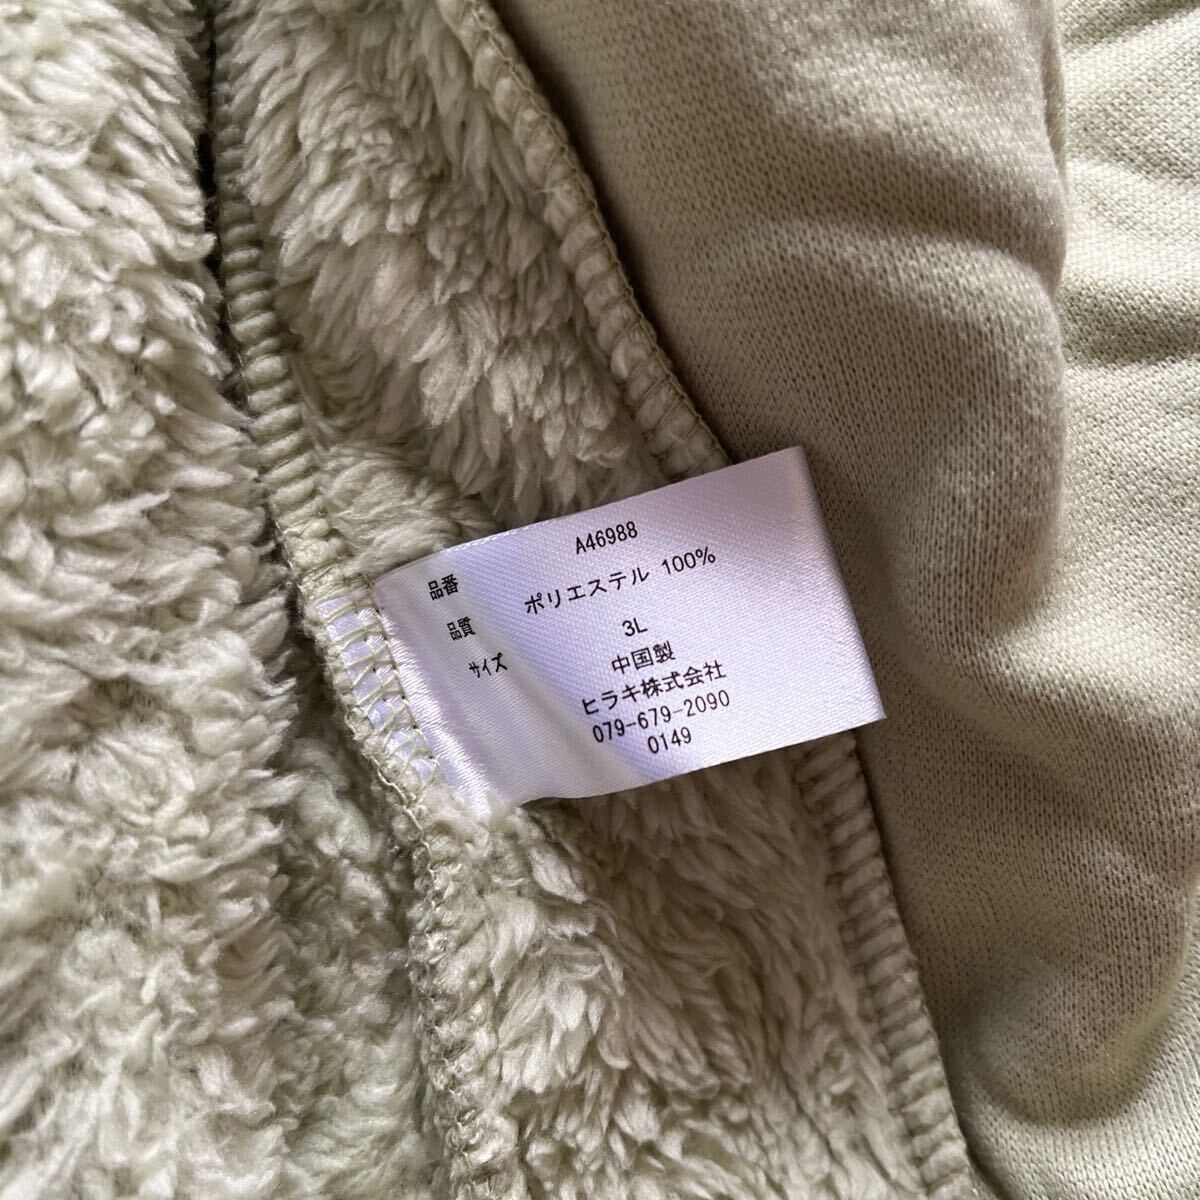 品番 A46988
品質 ポリエステル 100%
サイズ 3L
中国製
ヒラキ株式会社
079-679-2090
0149